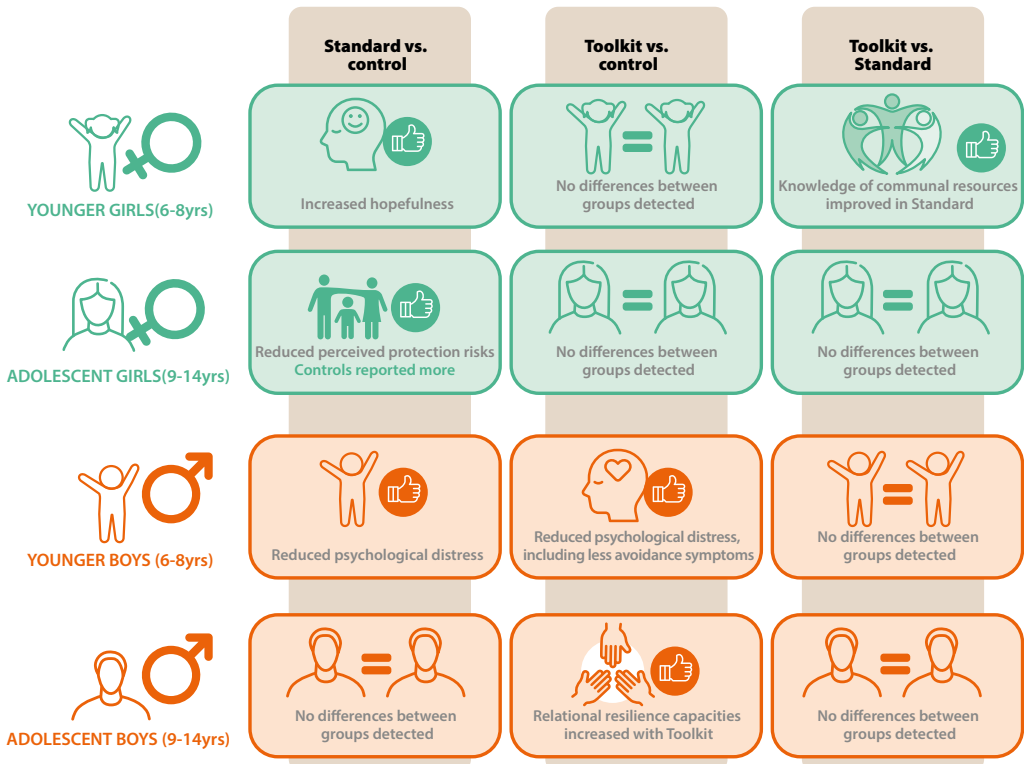 Standard vs.
control
Toolkit vs.
control
Toolkit vs.
Standard
YOUNGER GIRLS(6-8yrs)
Increased hopefulness
No differences between
groups detected
Knowledge of communal resources
improved in Standard
ADOLESCENT GIRLS(9-14yrs)
Reduced perceived protection risks
Controls reported more
No differences between
groups detected
No differences between
groups detected
YOUNGER BOYS (6-8yrs)
Reduced psychological distress
Reduced psychological distress,
including less avoidance symptoms
No differences between
groups detected
ADOLESCENT BOYS (9-14yrs)
No differences between
groups detected
Relational resilience capacities
increased with Toolkit
No differences between
groups detected